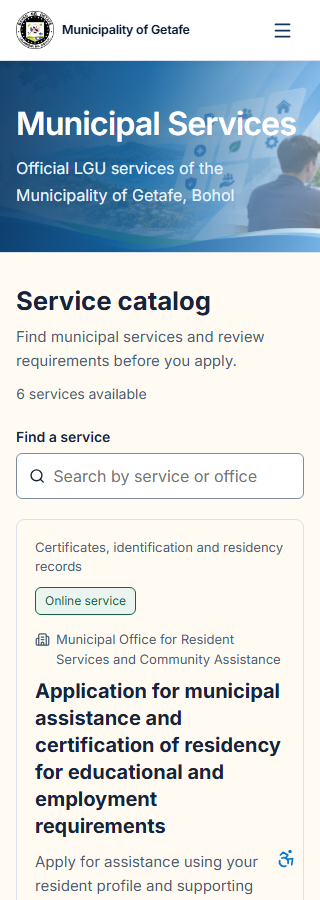 Municipality of Getafe
Municipal Services
Official LGU services of the
Municipality of Getafe, Bohol
Service catalog
Find municipal services and review
requirements before you apply.
6 services available
Find a service
Search by service or office
Certificates, identification and residency
records
Online service
Municipal Office for Resident
Services and Community Assistance
Application for municipal
assistance and
certification of residency
for educational and
employment
requirements
Apply for assistance using your
resident profile and supporting